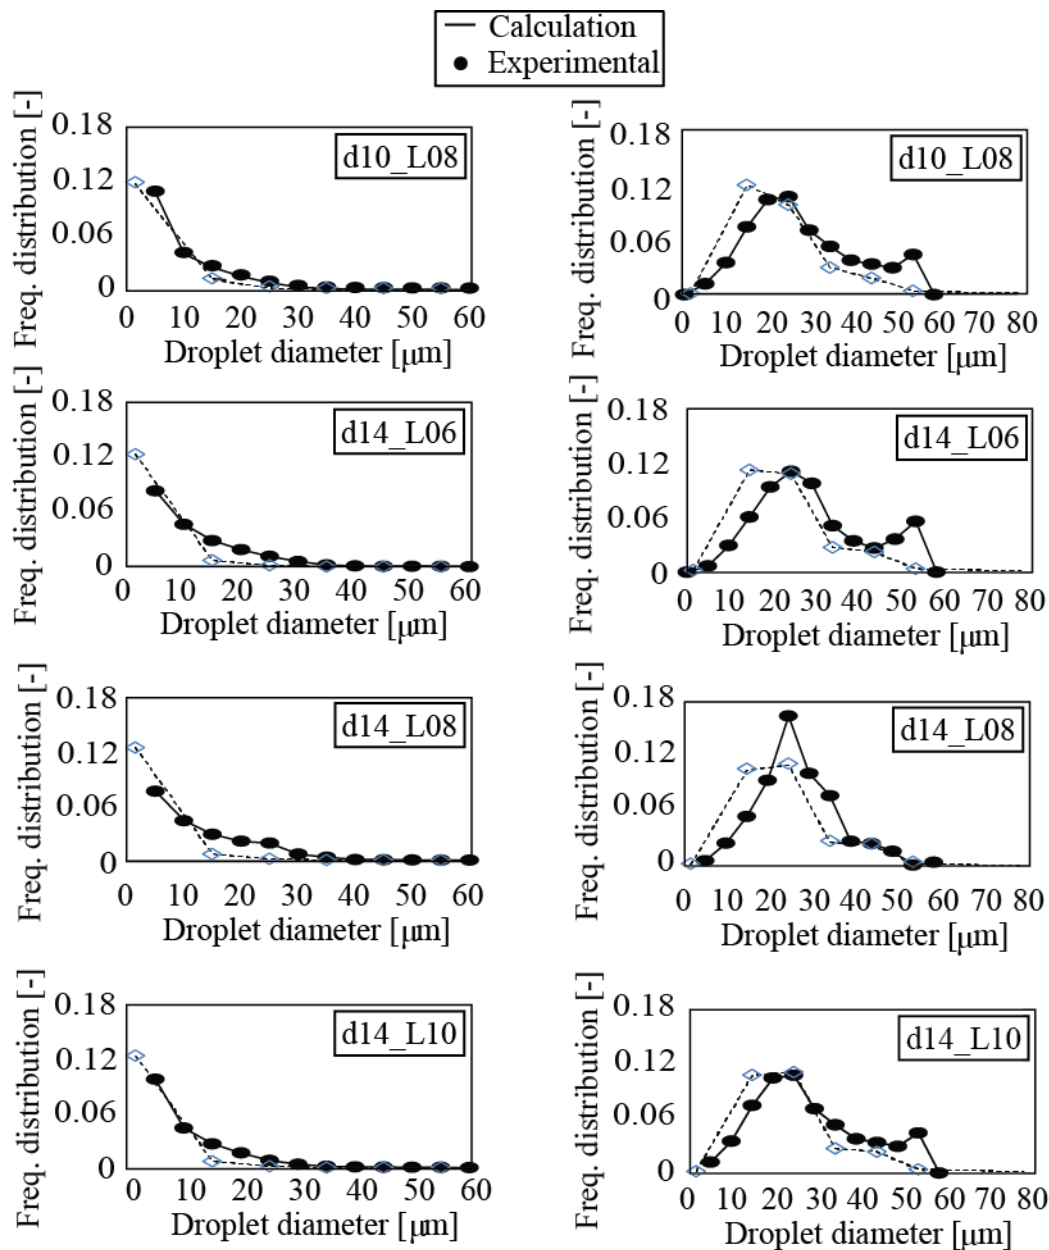 Calculation
Experimental
Freq. distribution [-]
0.18
0.12
0.06
0
d10_L08
0 10 20 30 40 50 60
Droplet diameter [μm]
Freq. distribution [-]
0.18
0.12
0.06
0
d10_L08
0 10 20 30 40 50 60 70 80
Droplet diameter [μm]
Freq. distribution [-]
0.18
0.12
0.06
0
d14_L06
0 10 20 30 40 50 60
Droplet diameter [μm]
Freq. distribution [-]
0.18
0.12
0.06
0
d14_L06
0 10 20 30 40 50 60 70 80
Droplet diameter [μm]
Freq. distribution [-]
0.18
0.12
0.06
0
d14_L08
0 10 20 30 40 50 60
Droplet diameter [μm]
Freq. distribution [-]
0.18
0.12
0.06
0
d14_L08
0 10 20 30 40 50 60 70 80
Droplet diameter [μm]
Freq. distribution [-]
0.18
0.12
0.06
0
d14_L10
0 10 20 30 40 50 60
Droplet diameter [μm]
Freq. distribution [-]
0.18
0.12
0.06
0
d14_L10
0 10 20 30 40 50 60 70 80
Droplet diameter [μm]